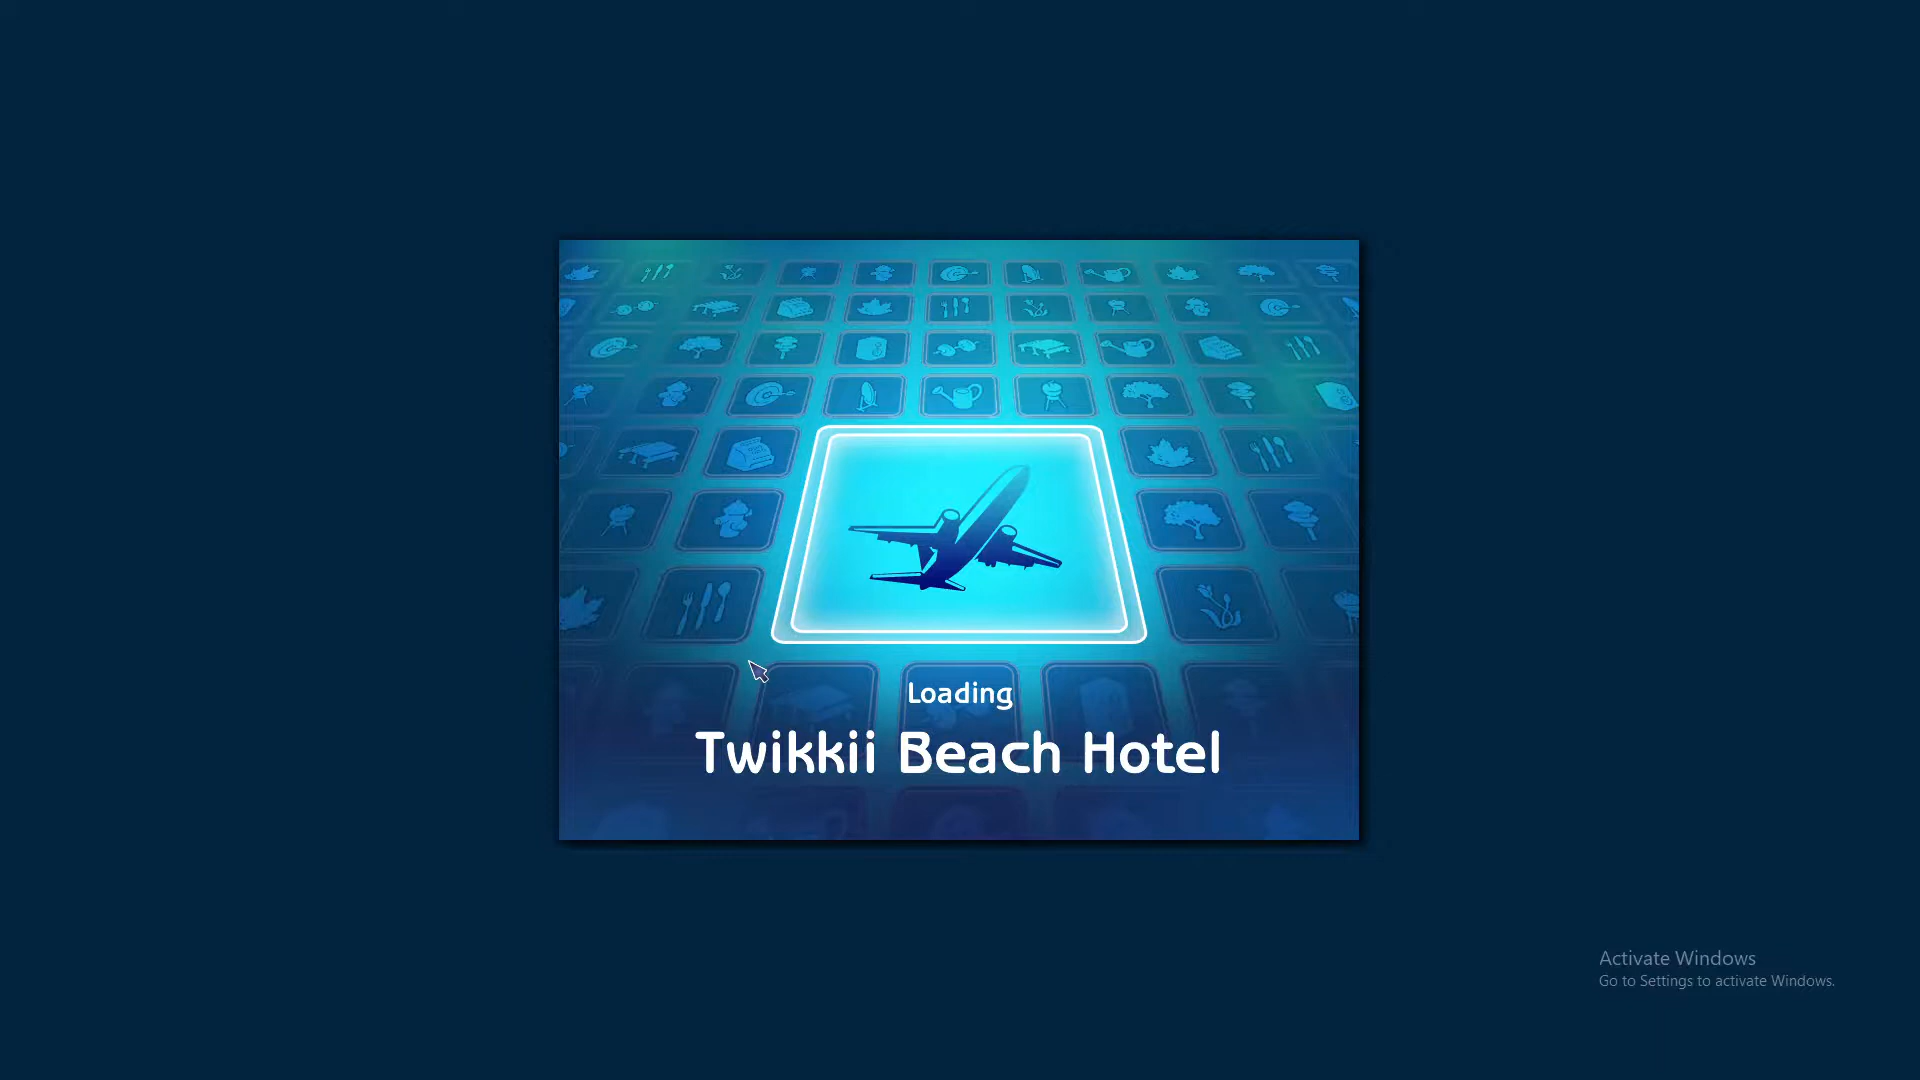 Loading
Twikkii Beach Hotel
Activate Windows
Go to Settings to activate Windows.